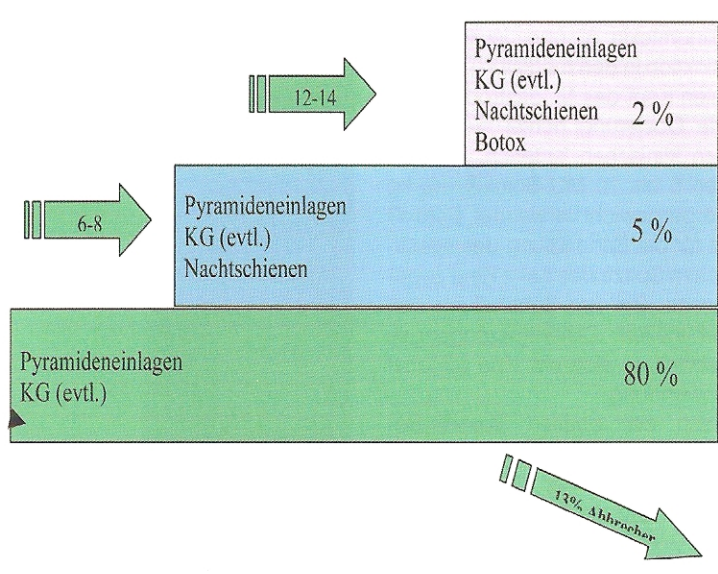 Pyramideneinlagen
KG (evtl.)
Nachtschienen 2 %
Botox
12-14
Pyramideneinlagen
KG (evtl.) 5 %
Nachtschienen
6-8
Pyramideneinlagen 80 %
KG (evtl.)
13% Abbrecher